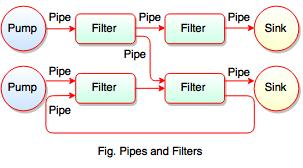 Pump Pipe Filter Pipe Filter Pipe Sink
Pipe
Pump Pipe Filter Filter Pipe Sink
Pipe
Fig. Pipes and Filters